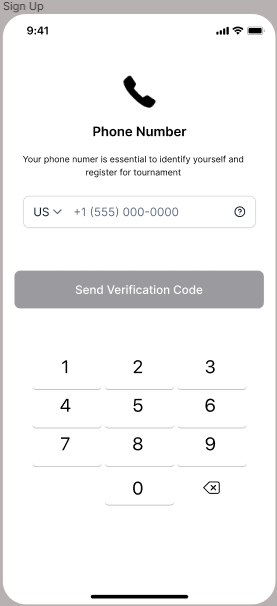 Sign Up
9:41
Phone Number
Your phone numer is essential to identify yourself and
register for tournament
US +1 (555) 000-0000
Send Verification Code
1 2 3
4 5 6
7 8 9
0